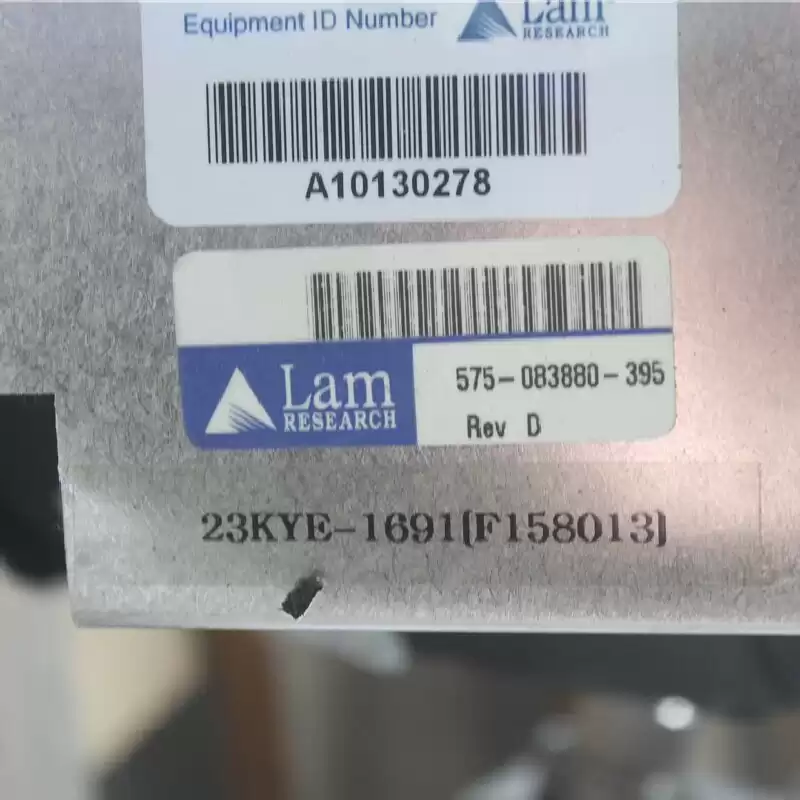 Equipment ID Number
Lam
RESEARCH
A10130278
Lam
RESEARCH
575-083880-395
Rev D
23KYE-1691(F158013)